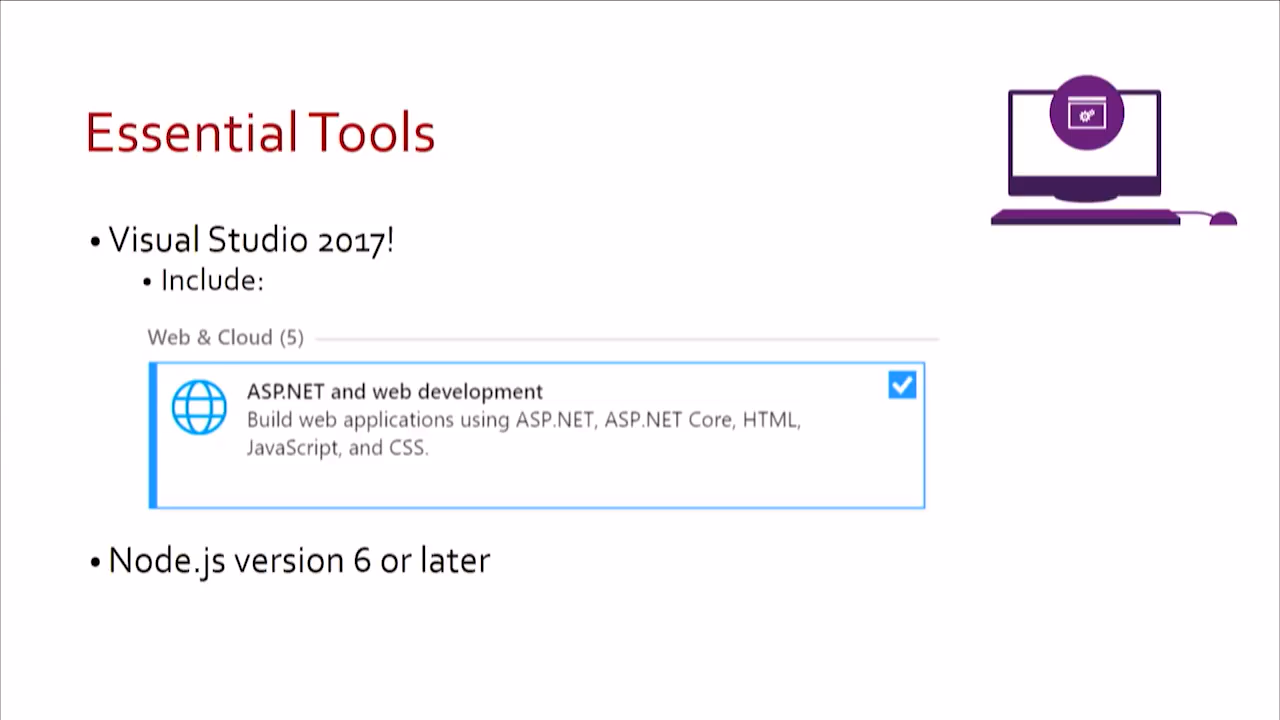 Essential Tools
• Visual Studio 2017!
• Include:
Web & Cloud (5)
ASP.NET and web development
Build web applications using ASP.NET, ASP.NET Core, HTML,
JavaScript, and CSS.
• Node.js version 6 or later